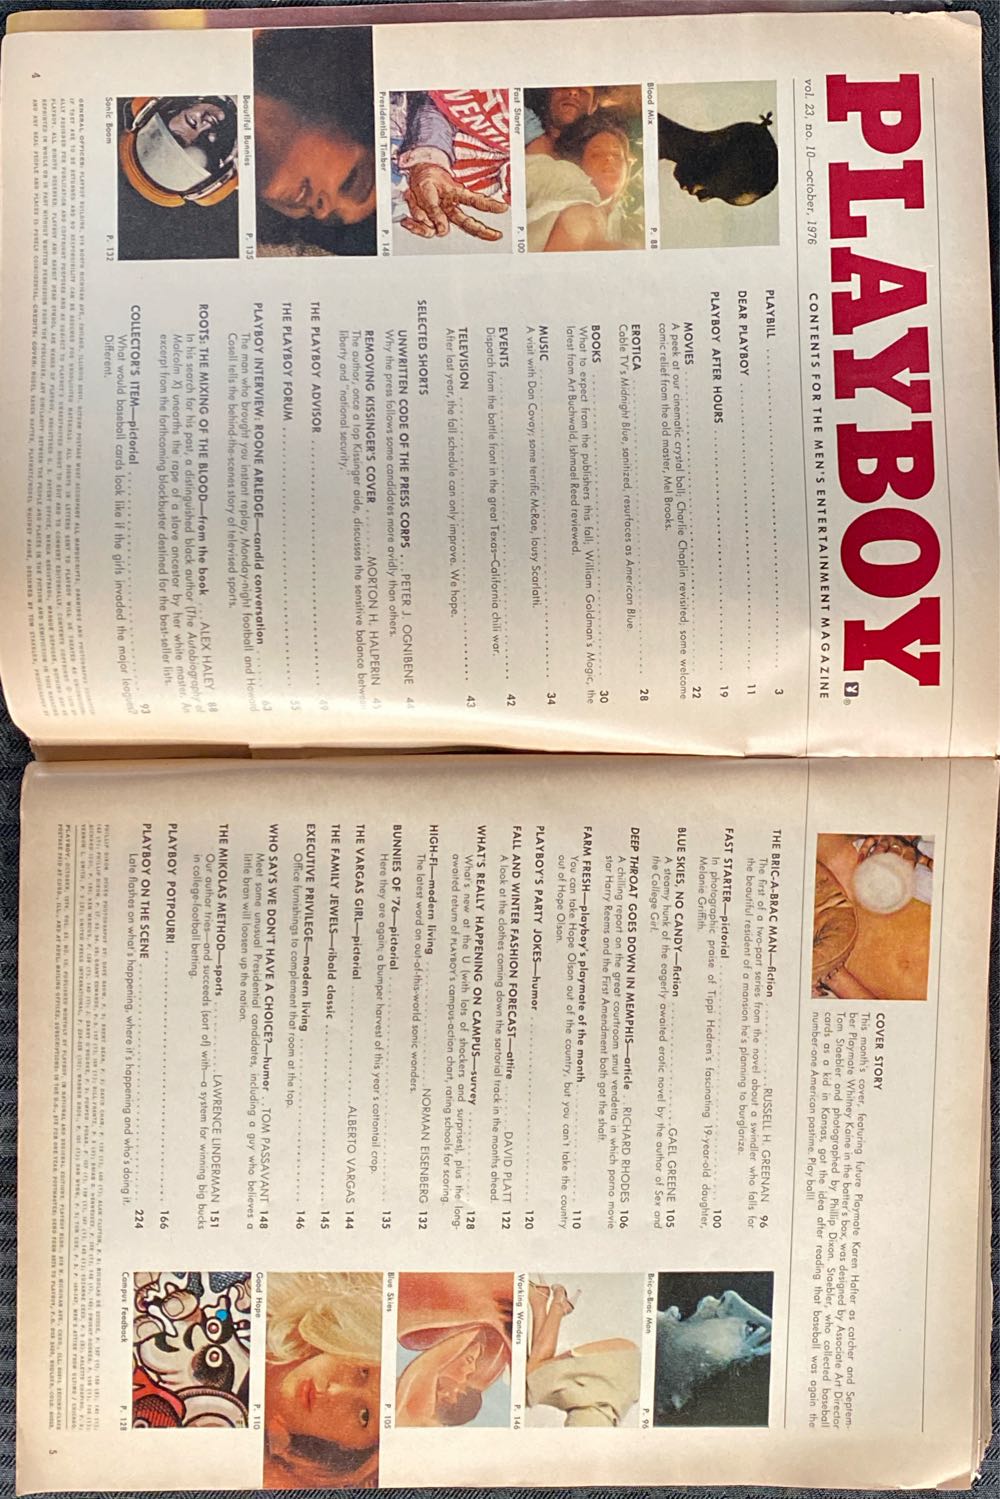 PLAYBOY
vol. 23, no. 10—october, 1976
CONTENTS FOR THE MEN'S ENTERTAINMENT MAGAZINE
PLAYBILL 3
DEAR PLAYBOY 11
PLAYBOY AFTER HOURS 19
MOVIES 22
A peek at our cinematic crystal ball; Charlie Chaplin revisited; some welcome
comic relief from the old master, Mel Brooks.
EROTICA 28
Cable TV's Midnight Blue, sanitized, resurfaces as American Blue.
BOOKS 30
What to expect from the publishers this fall; William Goldman's Magic, the
latest from Art Buchwald, Ishmael Reed reviewed.
MUSIC 34
A visit with Don Covay; some terrific McRae, lousy Scarlatti.
EVENTS 42
Dispatch from the battle front in the great Texas–California chili war.
TELEVISION 43
After last year, the fall schedule can only improve. We hope.
SELECTED SHORTS
UNWRITTEN CODE OF THE PRESS CORPS PETER J. OGNIBENE 44
Why the press follows some candidates more avidly than others.
REMOVING KISSINGER'S COVER MORTON H. HALPERIN 45
The author, once a top Kissinger aide, discusses the sensitive balance between
liberty and "national security."
THE PLAYBOY ADVISOR 49
THE PLAYBOY FORUM 55
PLAYBOY INTERVIEW: ROONE ARLEDGE—candid conversation 63
The man who brought you instant replay, Monday-night football and Howard
Cosell tells the behind-the-scenes story of televised sports.
ROOTS: THE MIXING OF THE BLOOD—from the book ALEX HALEY 88
In his search for his past, a distinguished black author (The Autobiography of
Malcolm X) unearths the rape of a slave ancestor by her white master. An
excerpt from the forthcoming blockbuster destined for the best-seller lists.
COLLECTOR'S ITEM—pictorial 93
What would baseball cards look like if the girls invaded the major leagues?
Different.
Blood Mix P. 88
Fast Starter P. 100
Presidential Timber P. 148
Beautiful Bunnies P. 135
Sonic Boom P. 132
4
COVER STORY
This month's cover, featuring future Playmate Karen Hafter as catcher and Septem-
ber Playmate Whitney Kaine in the batter's box, was designed by Associate Art Director
Tom Staebler and photographed by Phillip Dixon. Staebler, who collected baseball
cards as a kid in Kansas, got the idea after reading that baseball was again the
number-one American pastime. Play ball!
THE BRIC-A-BRAC MAN—fiction RUSSELL H. GREENAN 96
The first of a two-part series from the novel about a swindler who falls for
the beautiful resident of a mansion he's planning to burglarize.
FAST STARTER—pictorial 100
In photographic praise of Tippi Hedren's fascinating 19-year-old daughter,
Melanie Griffith.
BLUE SKIES, NO CANDY—fiction GAEL GREENE 105
A steamy hunk of the eagerly awaited erotic novel by the author of Sex and
the College Girl.
DEEP THROAT GOES DOWN IN MEMPHIS—article RICHARD RHODES 106
A chilling report on the great courtroom smut vendetta in which porno movie
star Harry Reems and the First Amendment both got the shaft.
FARM FRESH—playboy's playmate of the month 110
You can take Hope Olson out of the country, but you can't take the country
out of Hope Olson.
PLAYBOY'S PARTY JOKES—humor 120
FALL AND WINTER FASHION FORECAST—attire DAVID PLATT 122
A look at the clothes coming down the sartorial track in the months ahead.
WHAT'S REALLY HAPPENING ON CAMPUS—survey 128
What's new at the U (with lots of shockers and surprises), plus the long-
awaited return of PLAYBOY's campus-action chart, rating schools for scoring.
HIGH-FI—modern living NORMAN EISENBERG 132
The latest word on out-of-this-world sonic wonders.
BUNNIES OF '76—pictorial 135
Here they are again, a bumper harvest of this year's cottontail crop.
THE VARGAS GIRL—pictorial ALBERTO VARGAS 144
THE FAMILY JEWELS—ribald classic 145
EXECUTIVE PRIVILEGE—modern living 146
Office furnishings to complement that room at the top.
WHO SAYS WE DON'T HAVE A CHOICE?—humor TOM PASSAVANT 148
Meet some unusual Presidential candidates, including a guy who believes a
little bran will loosen up the nation.
THE MIKOLAS METHOD—sports LAWRENCE LINDERMAN 151
Our author tries—and succeeds (sort of) with—a system for winning big bucks
in college-football betting.
PLAYBOY POTPOURRI 166
PLAYBOY ON THE SCENE 224
Late flashes on what's happening, where it's happening and who's doing it.
Bric-a-Brac Man P. 96
Working Wonders P. 146
Blue Skies P. 105
Good Hope P. 110
Campus Feedback P. 128
5